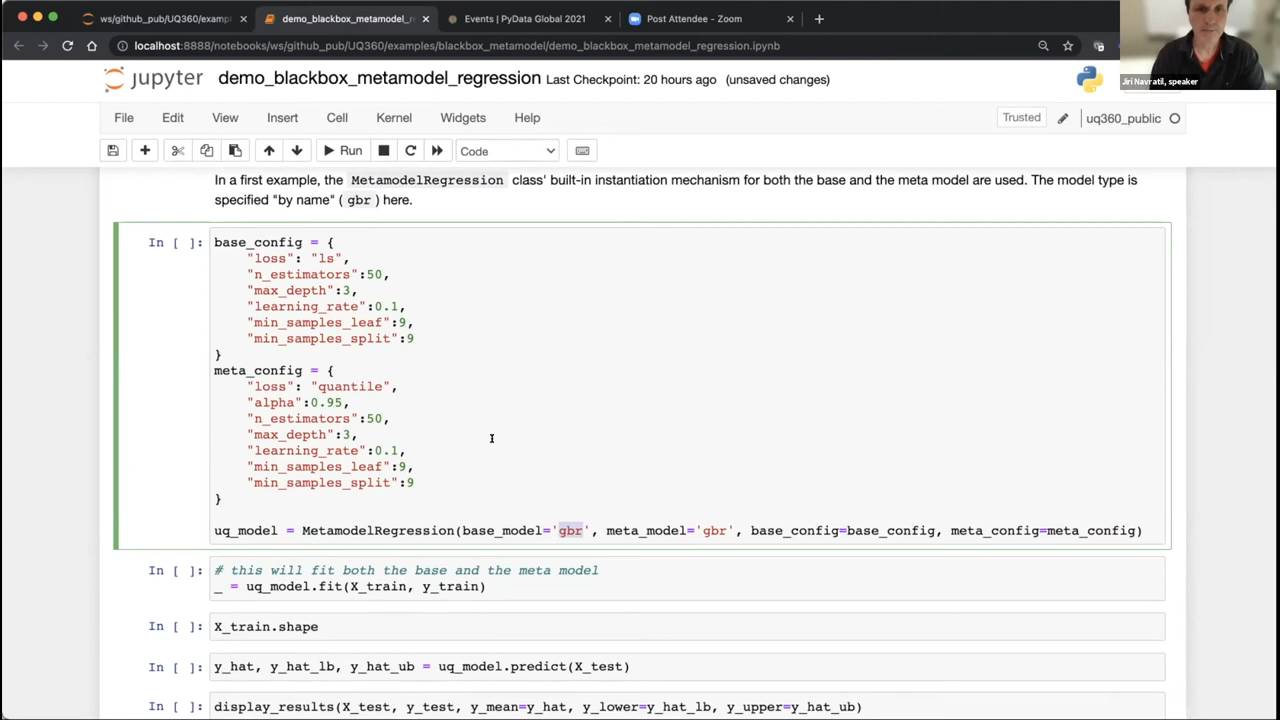 ws/github_pub/UQ360/exampl
demo_blackbox_metamodel_r
Events | PyData Global 2021
Post Attendee - Zoom
localhost:8888/notebooks/ws/github_pub/UQ360/examples/blackbox_metamodel/demo_blackbox_metamodel_regression.ipynb
Jiri Navratil, speaker
jupyter demo_blackbox_metamodel_regression Last Checkpoint: 20 hours ago (unsaved changes)
File Edit View Insert Cell Kernel Widgets Help
Trusted uq360_public
Run Code
In a first example, the MetamodelRegression class' built-in instantiation mechanism for both the base and the meta model are used. The model type is
specified "by name" ( gbr ) here.
In [ ]: base_config = {
"loss": "ls",
"n_estimators":50,
"max_depth":3,
"learning_rate":0.1,
"min_samples_leaf":9,
"min_samples_split":9
}
meta_config = {
"loss": "quantile",
"alpha":0.95,
"n_estimators":50,
"max_depth":3,
"learning_rate":0.1,
"min_samples_leaf":9,
"min_samples_split":9
}
uq_model = MetamodelRegression(base_model='gbr', meta_model='gbr', base_config=base_config, meta_config=meta_config)
In [ ]: # this will fit both the base and the meta model
_ = uq_model.fit(X_train, y_train)
In [ ]: X_train.shape
In [ ]: y_hat, y_hat_lb, y_hat_ub = uq_model.predict(X_test)
In [ ]: display_results(X_test, y_test, y_mean=y_hat, y_lower=y_hat_lb, y_upper=y_hat_ub)